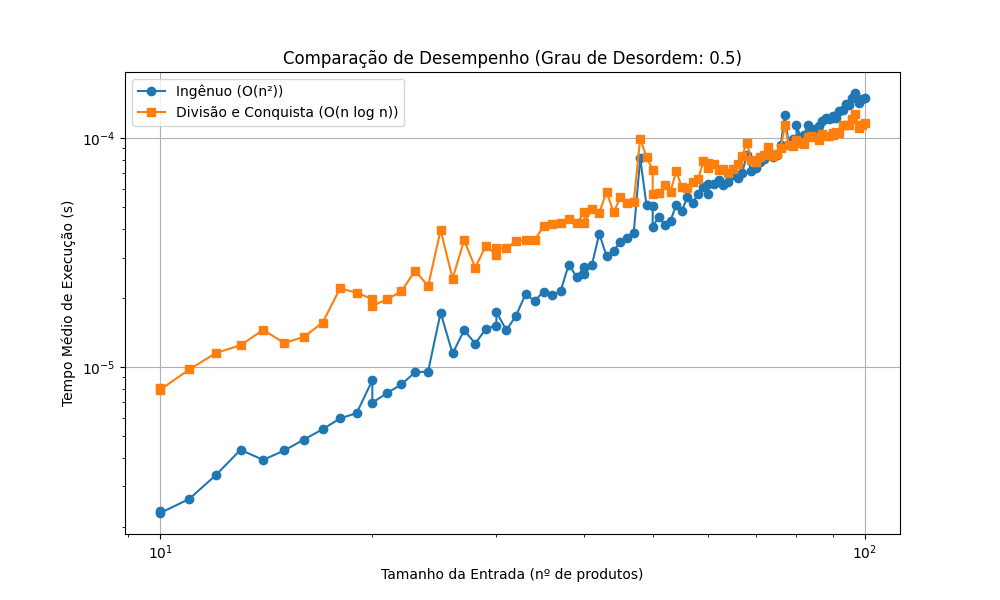 Comparação de Desempenho (Grau de Desordem: 0.5)
Ingênuo (O(n²))
Divisão e Conquista (O(n log n))
Tempo Médio de Execução (s)
10⁻⁴
10⁻⁵
10¹
10²
Tamanho da Entrada (nº de produtos)